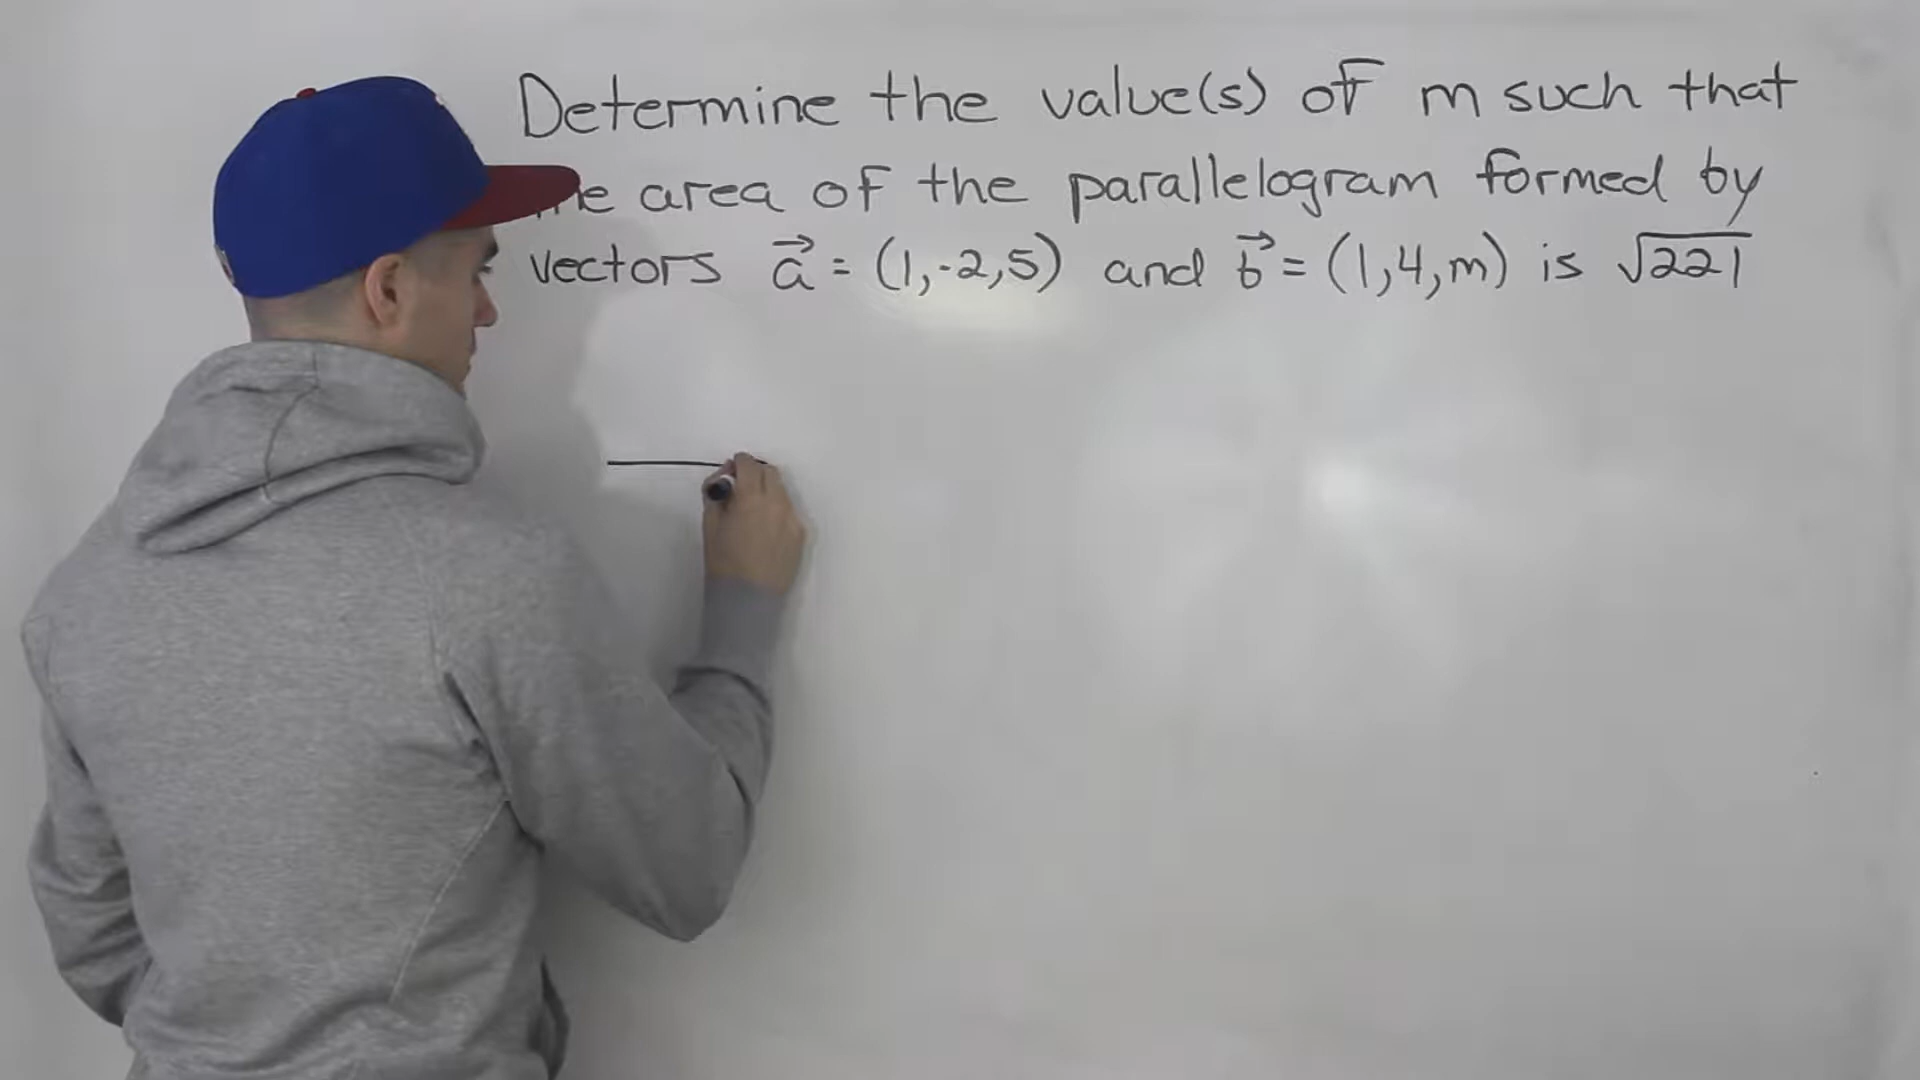 Determine the value(s) of m such that
area of the parallelogram formed by
vectors a⃗ = (1,-2,5) and b⃗ = (1,4,m) is √221